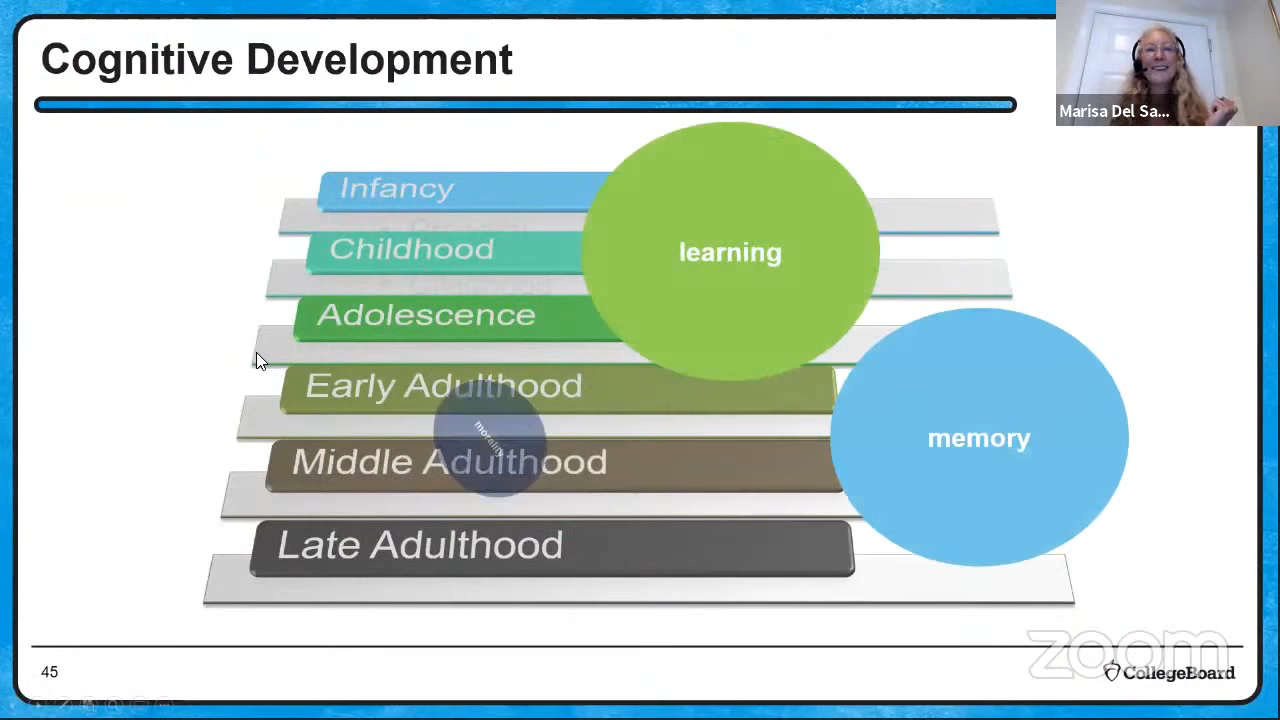 Cognitive Development
Marisa Del Sa...
Infancy
Childhood
Adolescence
Early Adulthood
Middle Adulthood
Late Adulthood
learning
memory
morality
45
zoom
CollegeBoard